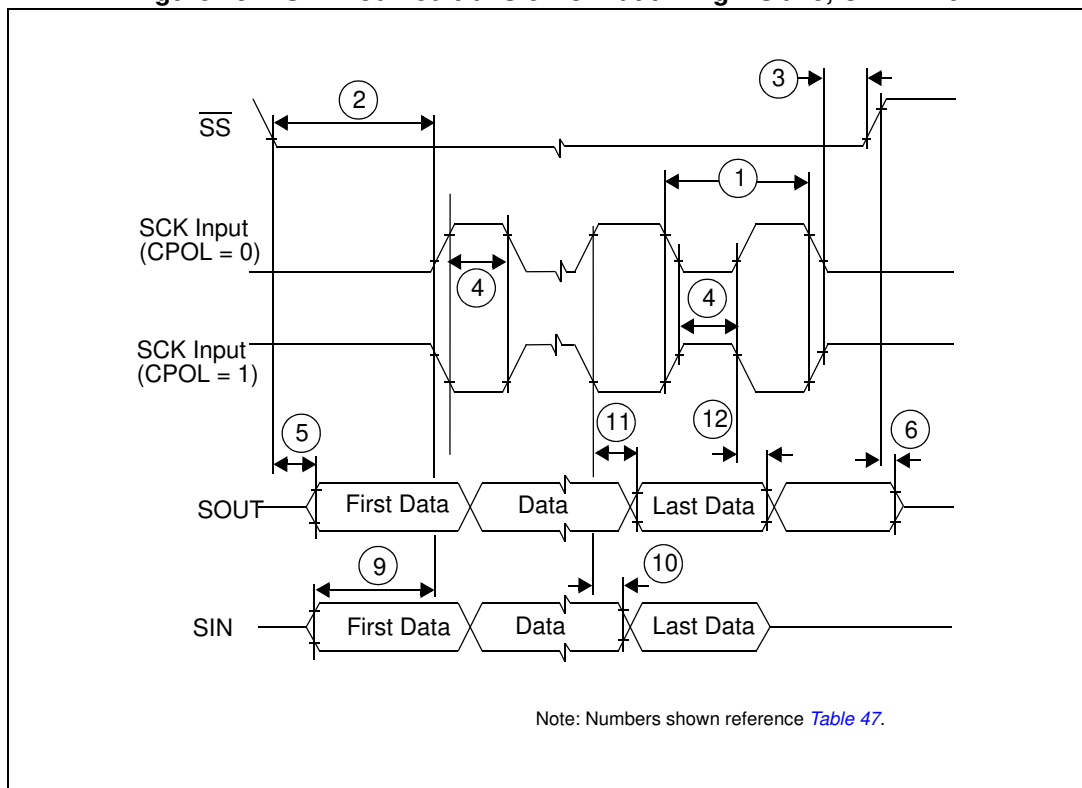 2
3
SS
1
SCK Input
(CPOL = 0)
4
4
SCK Input
(CPOL = 1)
11
12
5
6
SOUT
First Data
Data
Last Data
9
10
SIN
First Data
Data
Last Data
Note: Numbers shown reference Table 47.